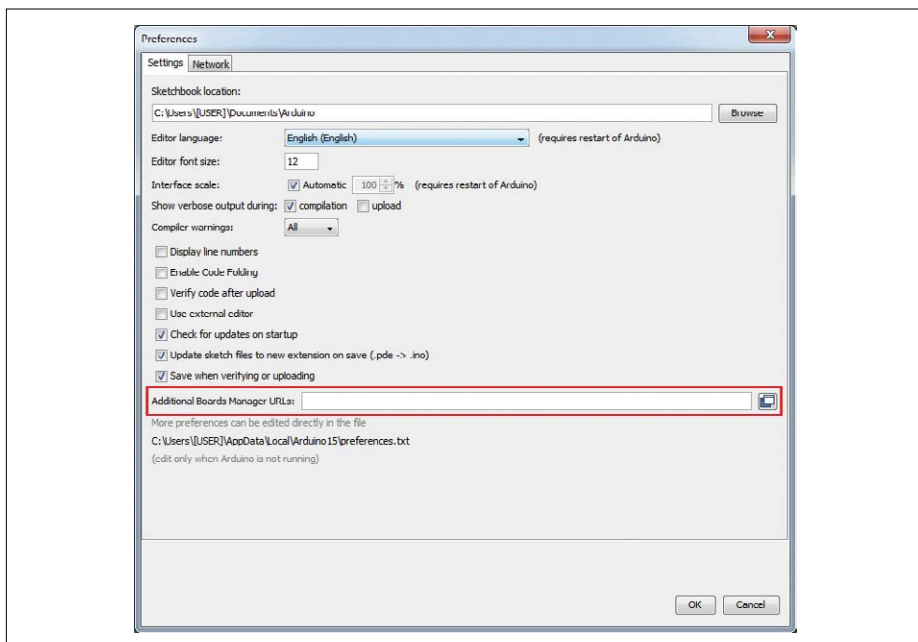 Preferences
Settings Network
Sketchbook location:
C:\Users\[USER]\Documents\Arduino Browse
Editor language: English (English) (requires restart of Arduino)
Editor font size: 12
Interface scale: Automatic 100 % (requires restart of Arduino)
Show verbose output during: compilation upload
Compiler warnings: All
Display line numbers
Enable Code Folding
Verify code after upload
Use external editor
Check for updates on startup
Update sketch files to new extension on save (.pde -> .ino)
Save when verifying or uploading
Additional Boards Manager URLs:
More preferences can be edited directly in the file
C:\Users\[USER]\AppData\Local\Arduino15\preferences.txt
(edit only when Arduino is not running)
OK Cancel